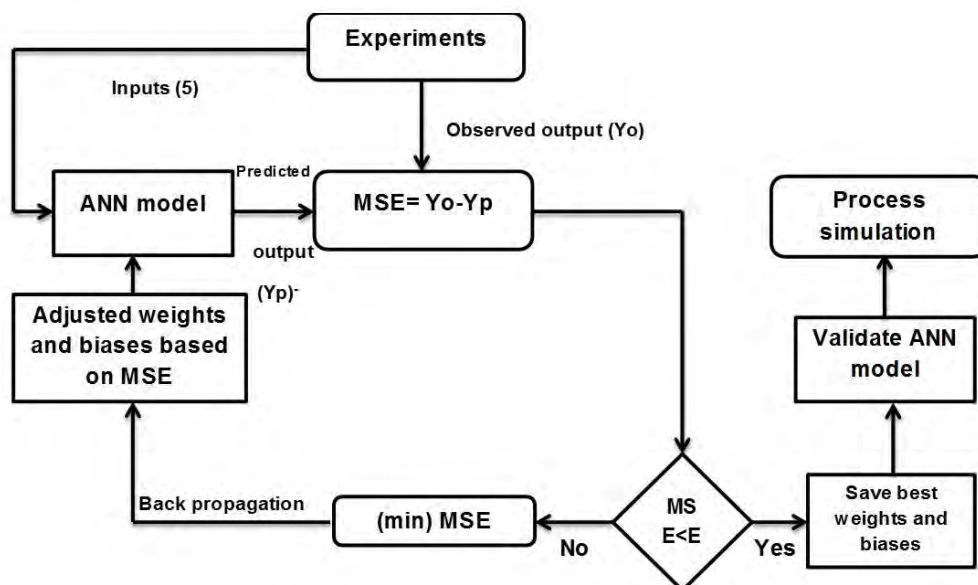 Experiments
Inputs (5)
Observed output (Yo)
Predicted
output
(Yp)-
ANN model
MSE= Yo-Yp
Process
simulation
Adjusted weights
and biases based
on MSE
Validate ANN
model
Back propagation
(min) MSE
No
MS
E<E
Yes
Save best
weights and
biases